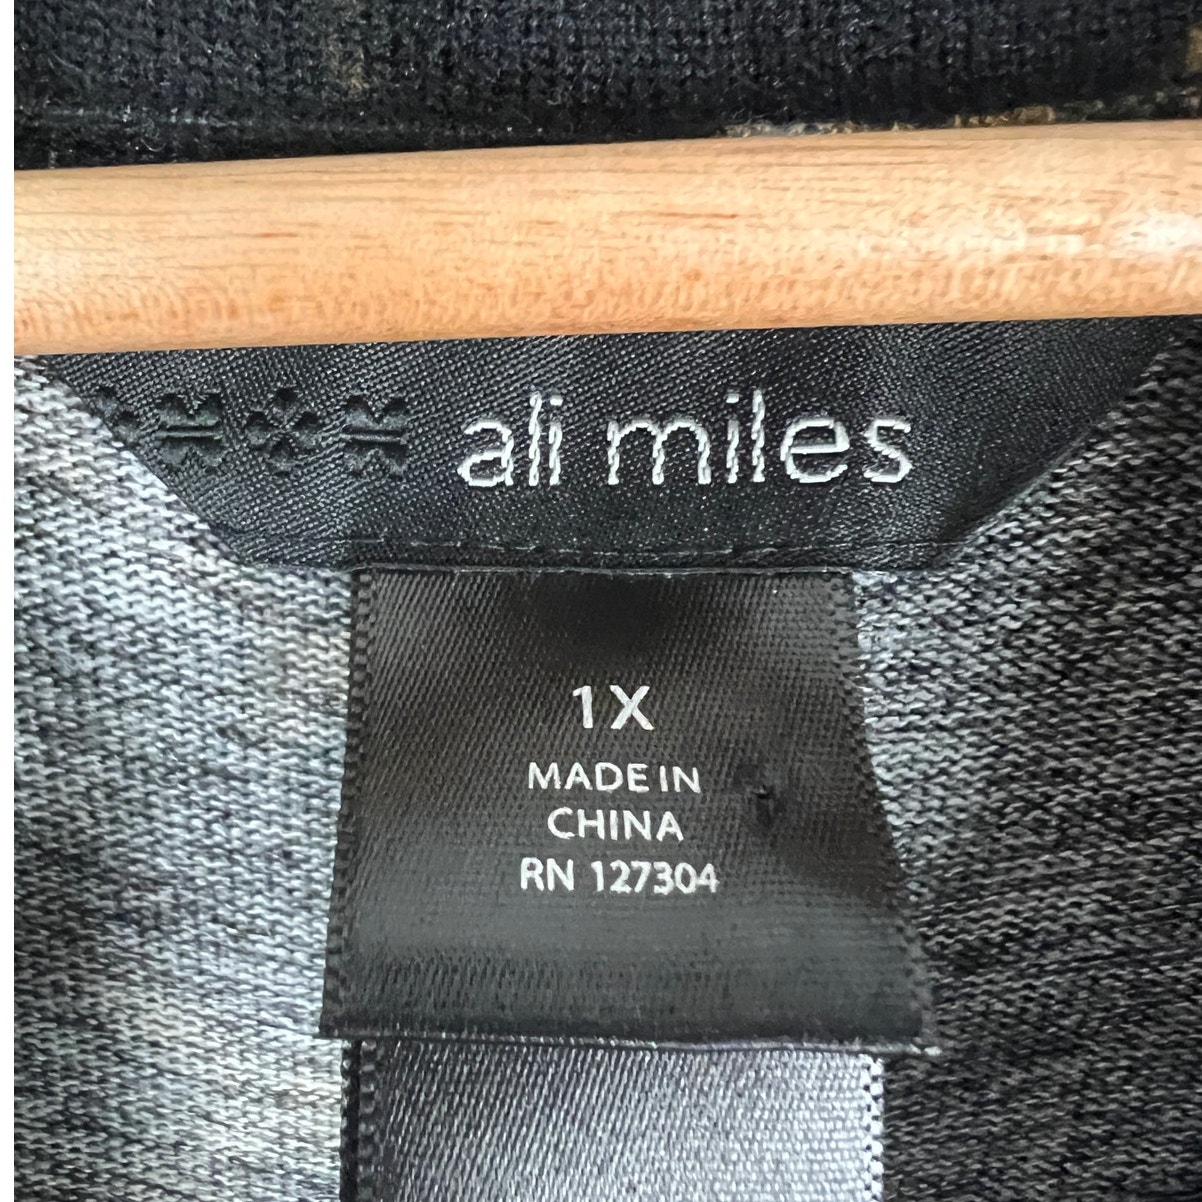 ali miles
1X
MADE IN
CHINA
RN 127304